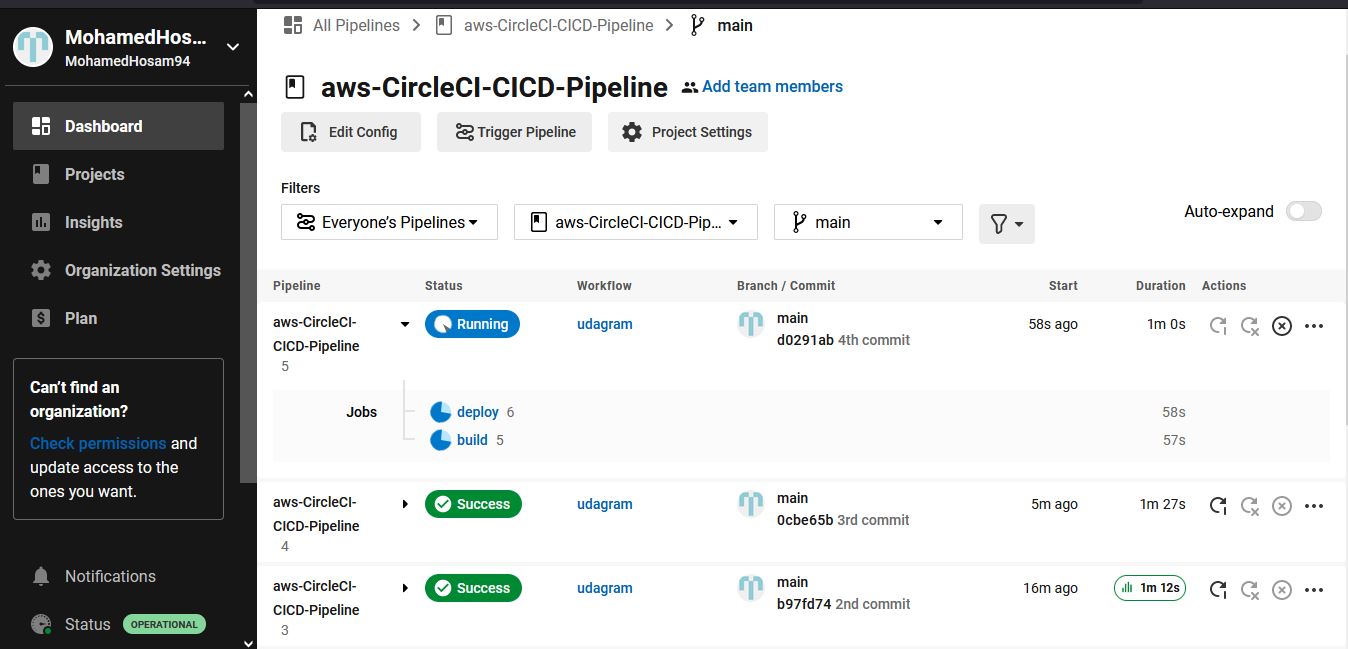 MohamedHos...
MohamedHosam94
Dashboard
Projects
Insights
Organization Settings
Plan
Can't find an
organization?
Check permissions and
update access to the
ones you want.
Notifications
Status OPERATIONAL
All Pipelines aws-CircleCI-CICD-Pipeline main
aws-CircleCI-CICD-Pipeline Add team members
Edit Config Trigger Pipeline Project Settings
Filters
Everyone's Pipelines aws-CircleCI-CICD-Pip... main Auto-expand
Pipeline Status Workflow Branch / Commit Start Duration Actions
aws-CircleCI-
CICD-Pipeline
5
Running udagram main
d0291ab 4th commit
58s ago 1m 0s
Jobs
deploy 6 58s
build 5 57s
aws-CircleCI-
CICD-Pipeline
4
Success udagram main
0cbe65b 3rd commit
5m ago 1m 27s
aws-CircleCI-
CICD-Pipeline
3
Success udagram main
b97fd74 2nd commit
16m ago 1m 12s